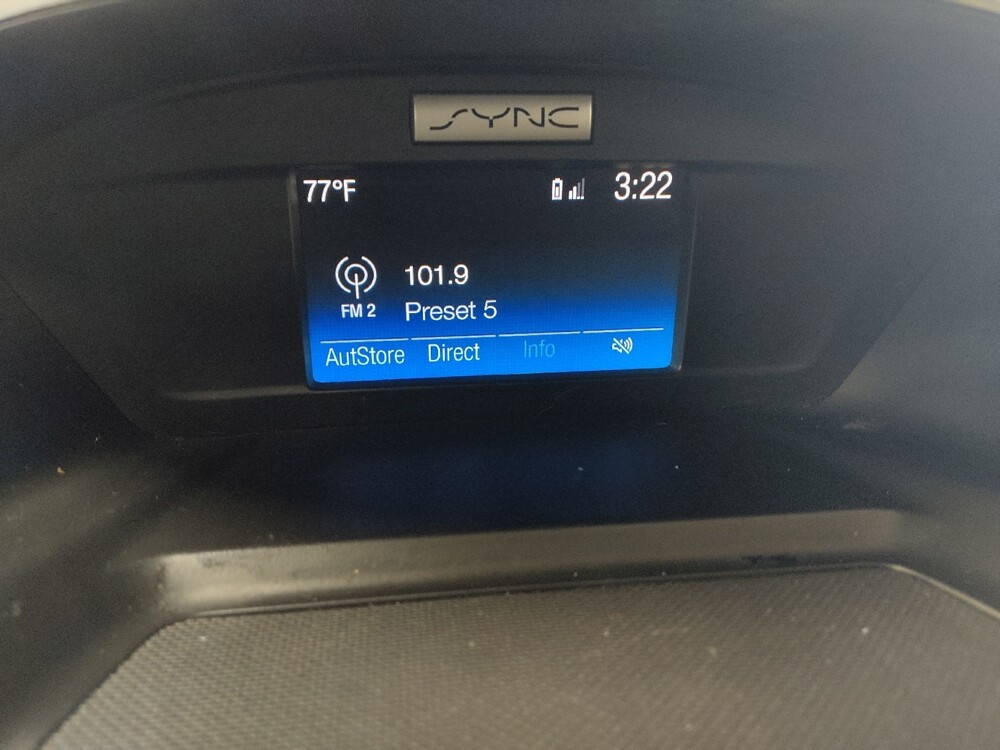 SYNC
77°F 3:22
101.9
FM 2 Preset 5
AutStore Direct Info